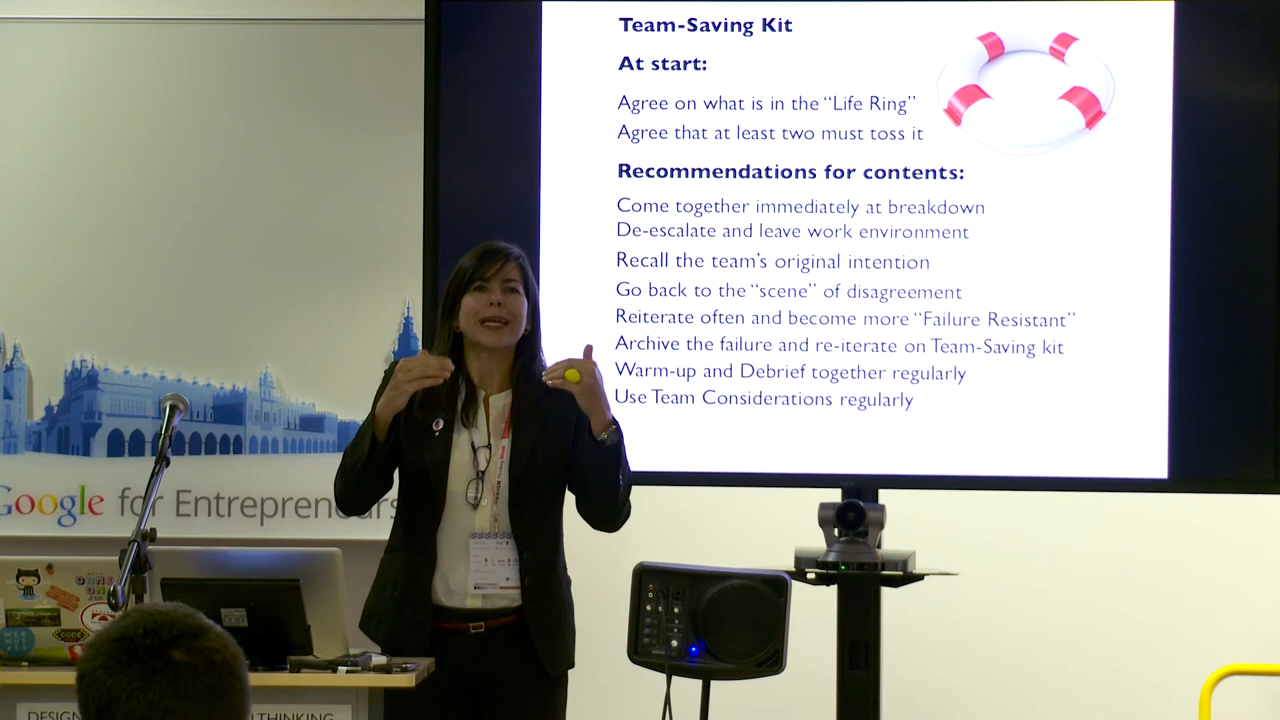 Team-Saving Kit
At start:
Agree on what is in the “Life Ring”
Agree that at least two must toss it
Recommendations for contents:
Come together immediately at breakdown
De-escalate and leave work environment
Recall the team’s original intention
Go back to the “scene” of disagreement
Reiterate often and become more “Failure Resistant”
Archive the failure and re-iterate on Team-Saving kit
Warm-up and Debrief together regularly
Use Team Considerations regularly
Google for Entrepreneurs
CODE
DESIGN
THINKING